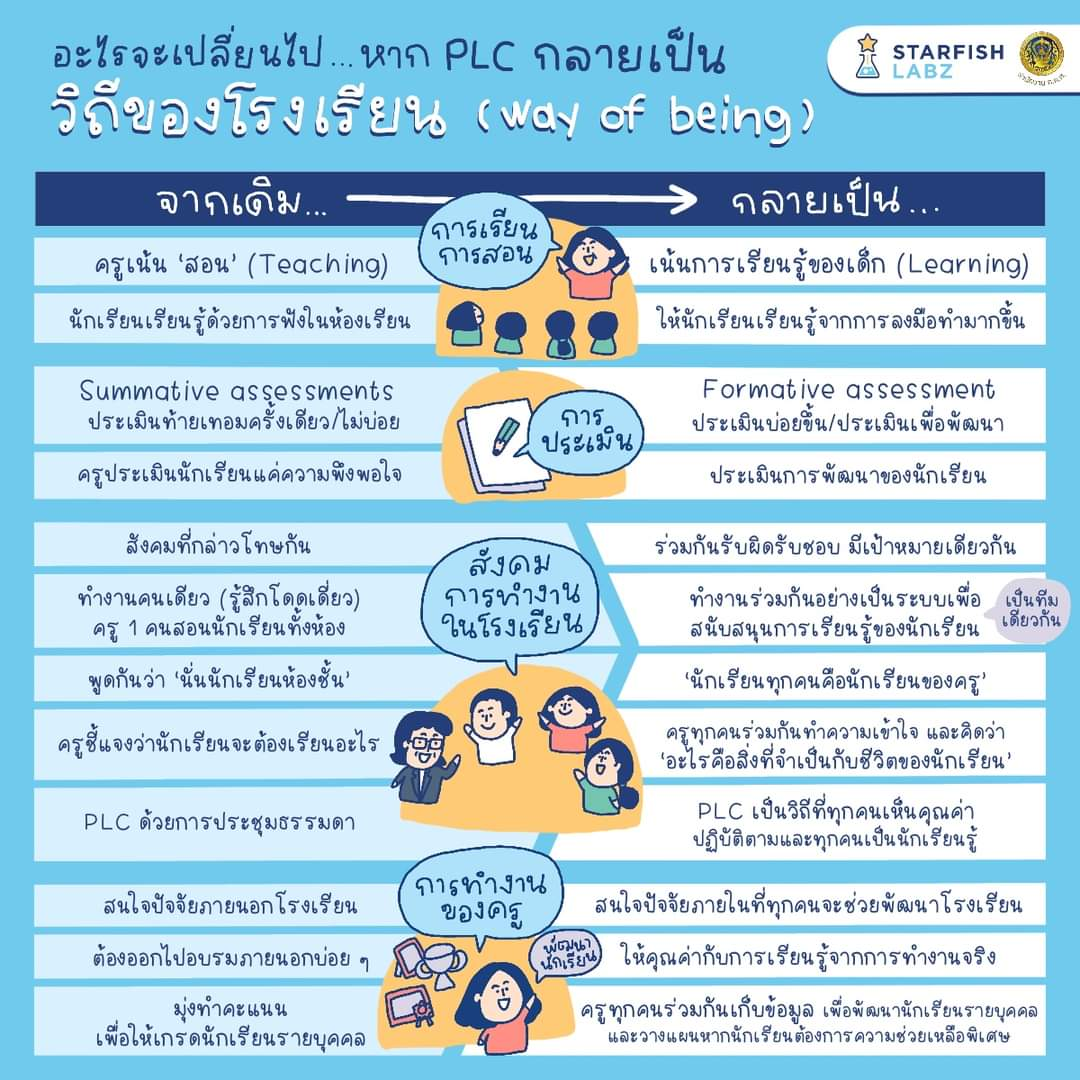 อะไรจะเปลี่ยนไป...หาก PLC กลายเป็น
วิถีของโรงเรียน (way of being)
STARFISH
LABZ
สำนักงาน ก.ค.ศ.
จากเดิม...
กลายเป็น...
การเรียน
การสอน
ครูเน้น ‘สอน’ (Teaching)
เน้นการเรียนรู้ของเด็ก (Learning)
นักเรียนเรียนรู้ด้วยการฟังในห้องเรียน
ให้นักเรียนเรียนรู้จากการลงมือทำมากขึ้น
การ
ประเมิน
Summative assessments
ประเมินท้ายเทอมครั้งเดียว/ไม่บ่อย
Formative assessment
ประเมินบ่อยขึ้น/ประเมินเพื่อพัฒนา
ครูประเมินนักเรียนแค่ความพึงพอใจ
ประเมินการพัฒนาของนักเรียน
สังคม
การทำงาน
ในโรงเรียน
สังคมที่กล่าวโทษกัน
ร่วมกันรับผิดรับชอบ มีเป้าหมายเดียวกัน
ทำงานคนเดียว (รู้สึกโดดเดี่ยว)
ครู 1 คนสอนนักเรียนทั้งห้อง
ทำงานร่วมกันอย่างเป็นระบบเพื่อ
สนับสนุนการเรียนรู้ของนักเรียน
เป็นทีม
เดียวกัน
พูดกันว่า ‘นั่นนักเรียนห้องชั้น’
‘นักเรียนทุกคนคือนักเรียนของครู’
ครูชี้แจงว่านักเรียนจะต้องเรียนอะไร
ครูทุกคนร่วมกันทำความเข้าใจ และคิดว่า
‘อะไรคือสิ่งที่จำเป็นกับชีวิตของนักเรียน’
PLC ด้วยการประชุมธรรมดา
PLC เป็นวิถีที่ทุกคนเห็นคุณค่า
ปฏิบัติตามและทุกคนเป็นนักเรียนรู้
การทำงาน
ของครู
สนใจปัจจัยภายนอกโรงเรียน
สนใจปัจจัยภายในที่ทุกคนจะช่วยพัฒนาโรงเรียน
ต้องออกไปอบรมภายนอกบ่อย ๆ
พัฒนา
นักเรียน
ให้คุณค่ากับการเรียนรู้จากการทำงานจริง
มุ่งทำคะแนน
เพื่อให้เกรดนักเรียนรายบุคคล
ครูทุกคนร่วมกันเก็บข้อมูล เพื่อพัฒนานักเรียนรายบุคคล
และวางแผนหากนักเรียนต้องการความช่วยเหลือพิเศษ